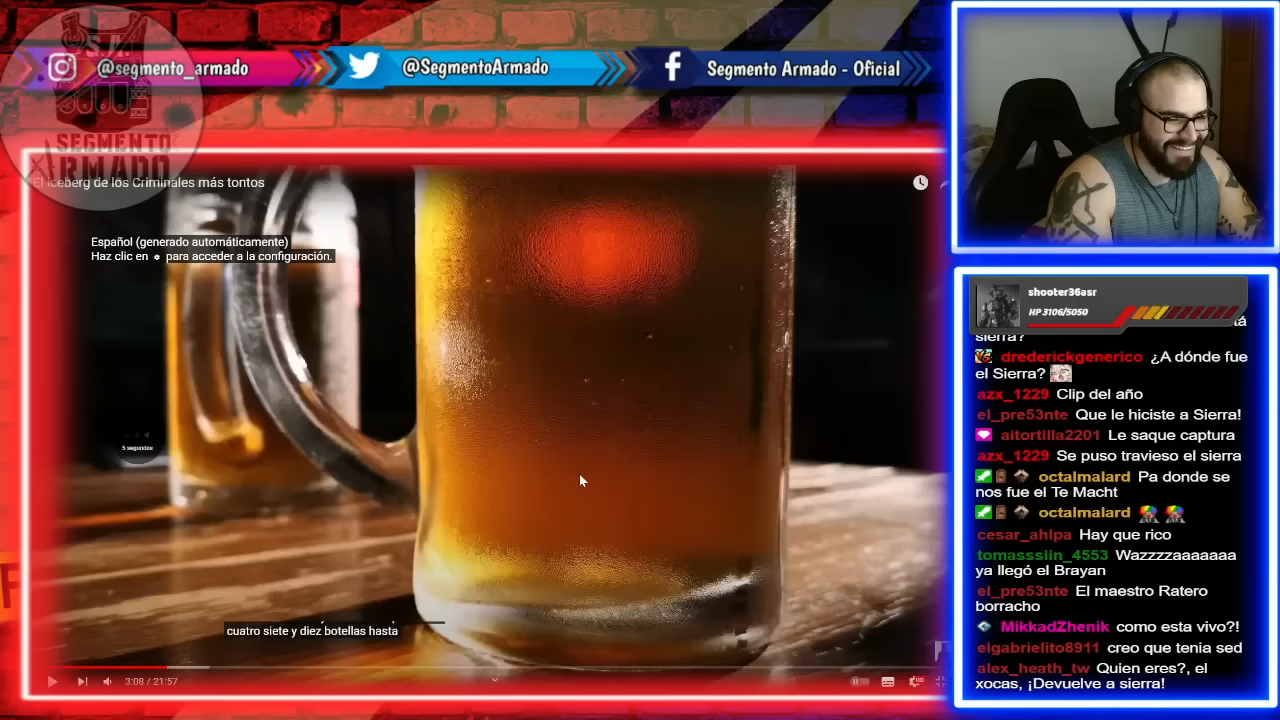 S.A.
SEGMENTO
ARMADO
@segmento_armado
@SegmentoArmado
Segmento Armado - Oficial
El iceberg de los Criminales más tontos
Español (generado automáticamente)
Haz clic en para acceder a la configuración.
5 segundos
cuatro siete y diez botellas hasta
3:08 / 21:57
shooter36asr
HP 3106/5050
sierra?
drederickgenerico ¿A dónde fue
el Sierra?
azx_1229 Clip del año
el_pre53nte Que le hiciste a Sierra!
aitortilla2201 Le saque captura
azx_1229 Se puso travieso el sierra
octalmalard Pa donde se
nos fue el Te Macht
octalmalard
cesar_ahlpa Hay que rico
tomasssiin_4553 Wazzzzaaaaaaa
ya llegó el Brayan
el_pre53nte El maestro Ratero
borracho
MikkadZhenik como esta vivo?!
elgabrielito8911 creo que tenia sed
alex_heath_tw Quien eres?, el
xocas, ¡Devuelve a sierra!